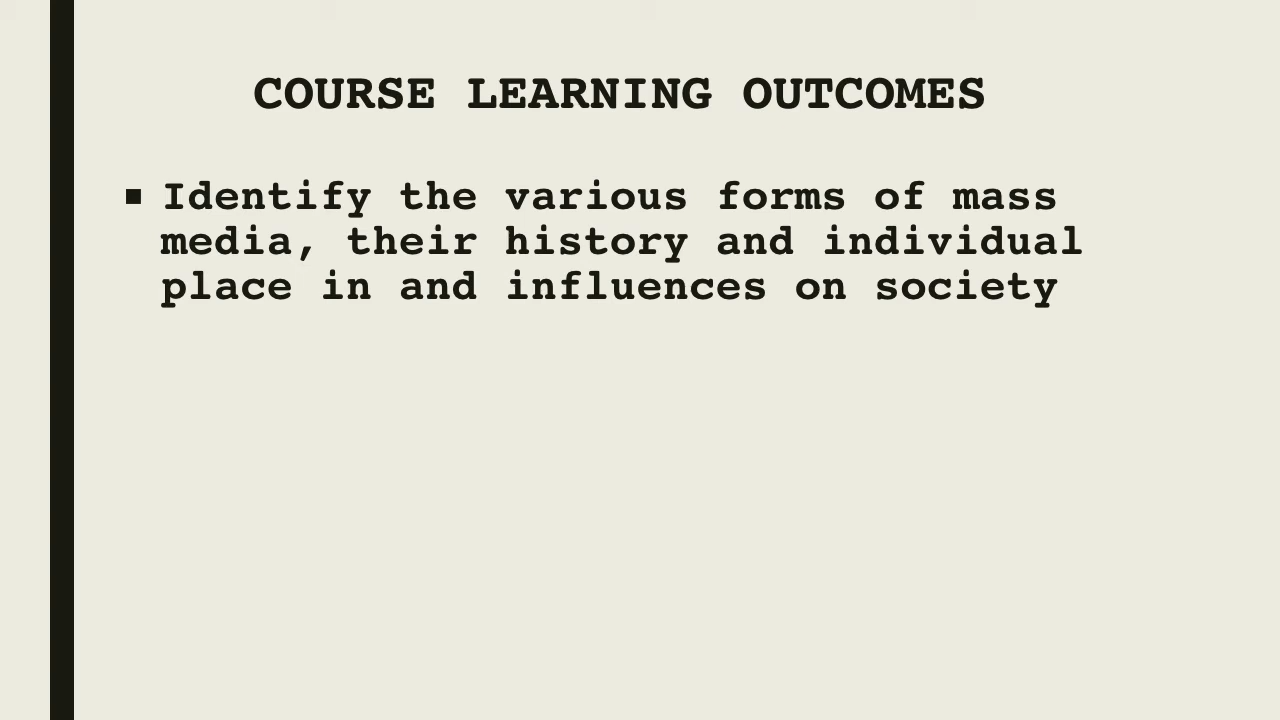 COURSE LEARNING OUTCOMES
▪ Identify the various forms of mass
media, their history and individual
place in and influences on society